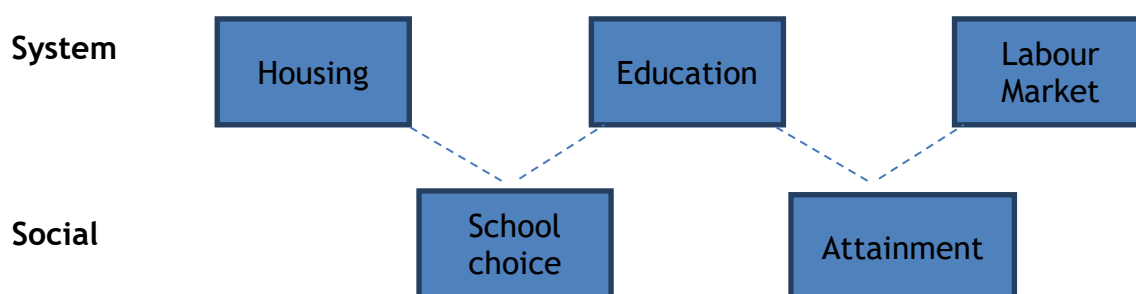 System
Housing
Education
Labour
Market
Social
School
choice
Attainment